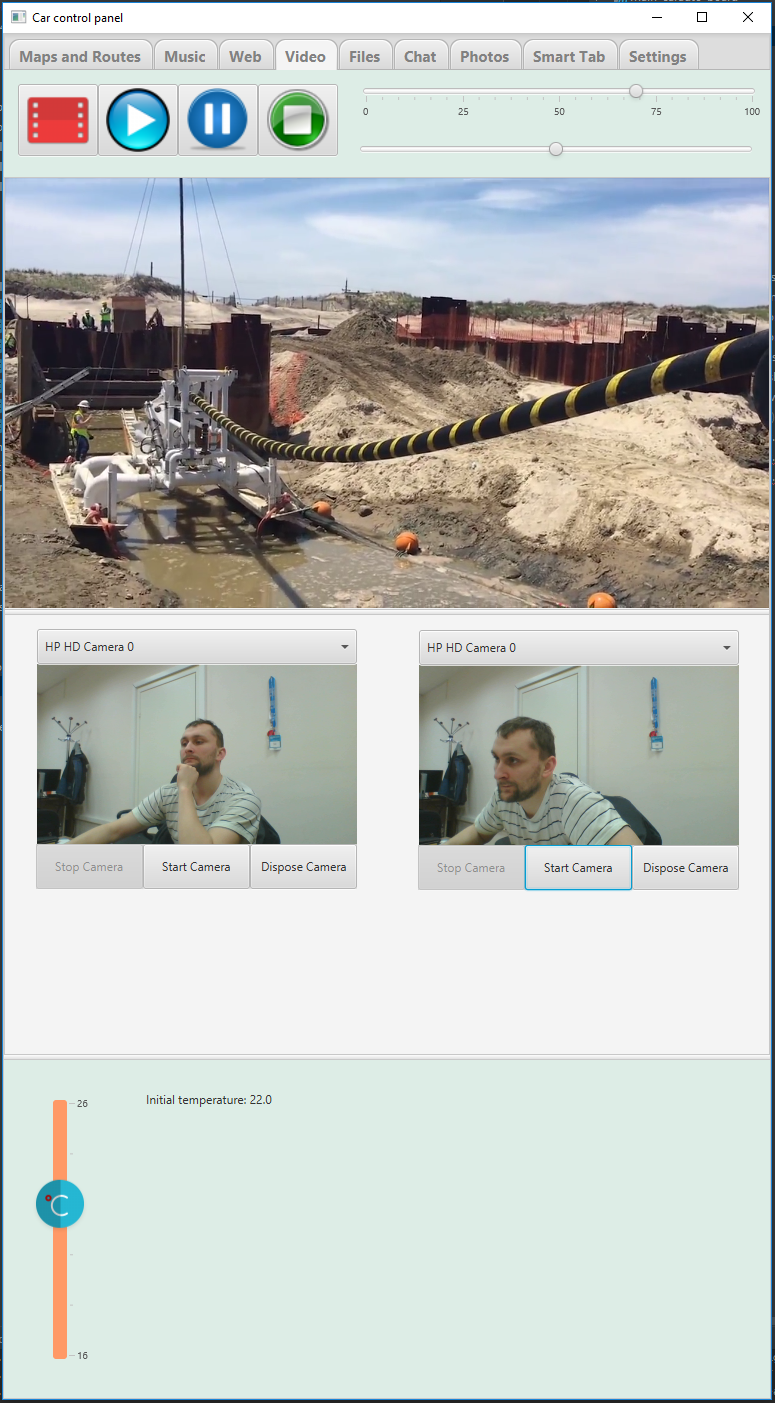 Car control panel
Maps and Routes Music Web Video Files Chat Photos Smart Tab Settings
0 25 50 75 100
HP HD Camera 0
Stop Camera Start Camera Dispose Camera
HP HD Camera 0
Stop Camera Start Camera Dispose Camera
26
Initial temperature: 22.0
°C
16